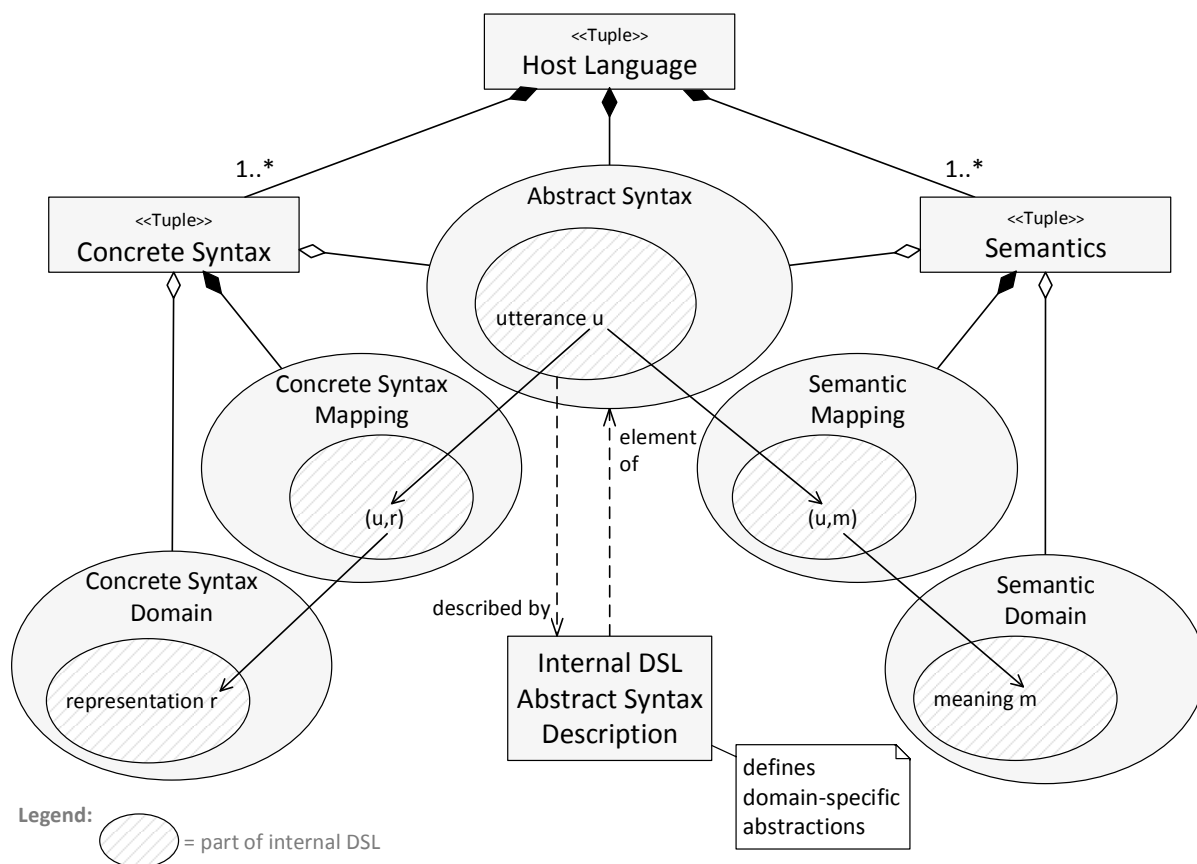 <<Tuple>>
Host Language
1..*
1..*
<<Tuple>>
Concrete Syntax
Abstract Syntax
<<Tuple>>
Semantics
utterance u
Concrete Syntax
Mapping
Semantic
Mapping
element
of
(u,r)
(u,m)
Concrete Syntax
Domain
Semantic
Domain
described by
representation r
Internal DSL
Abstract Syntax
Description
meaning m
defines
domain-specific
abstractions
Legend:
= part of internal DSL